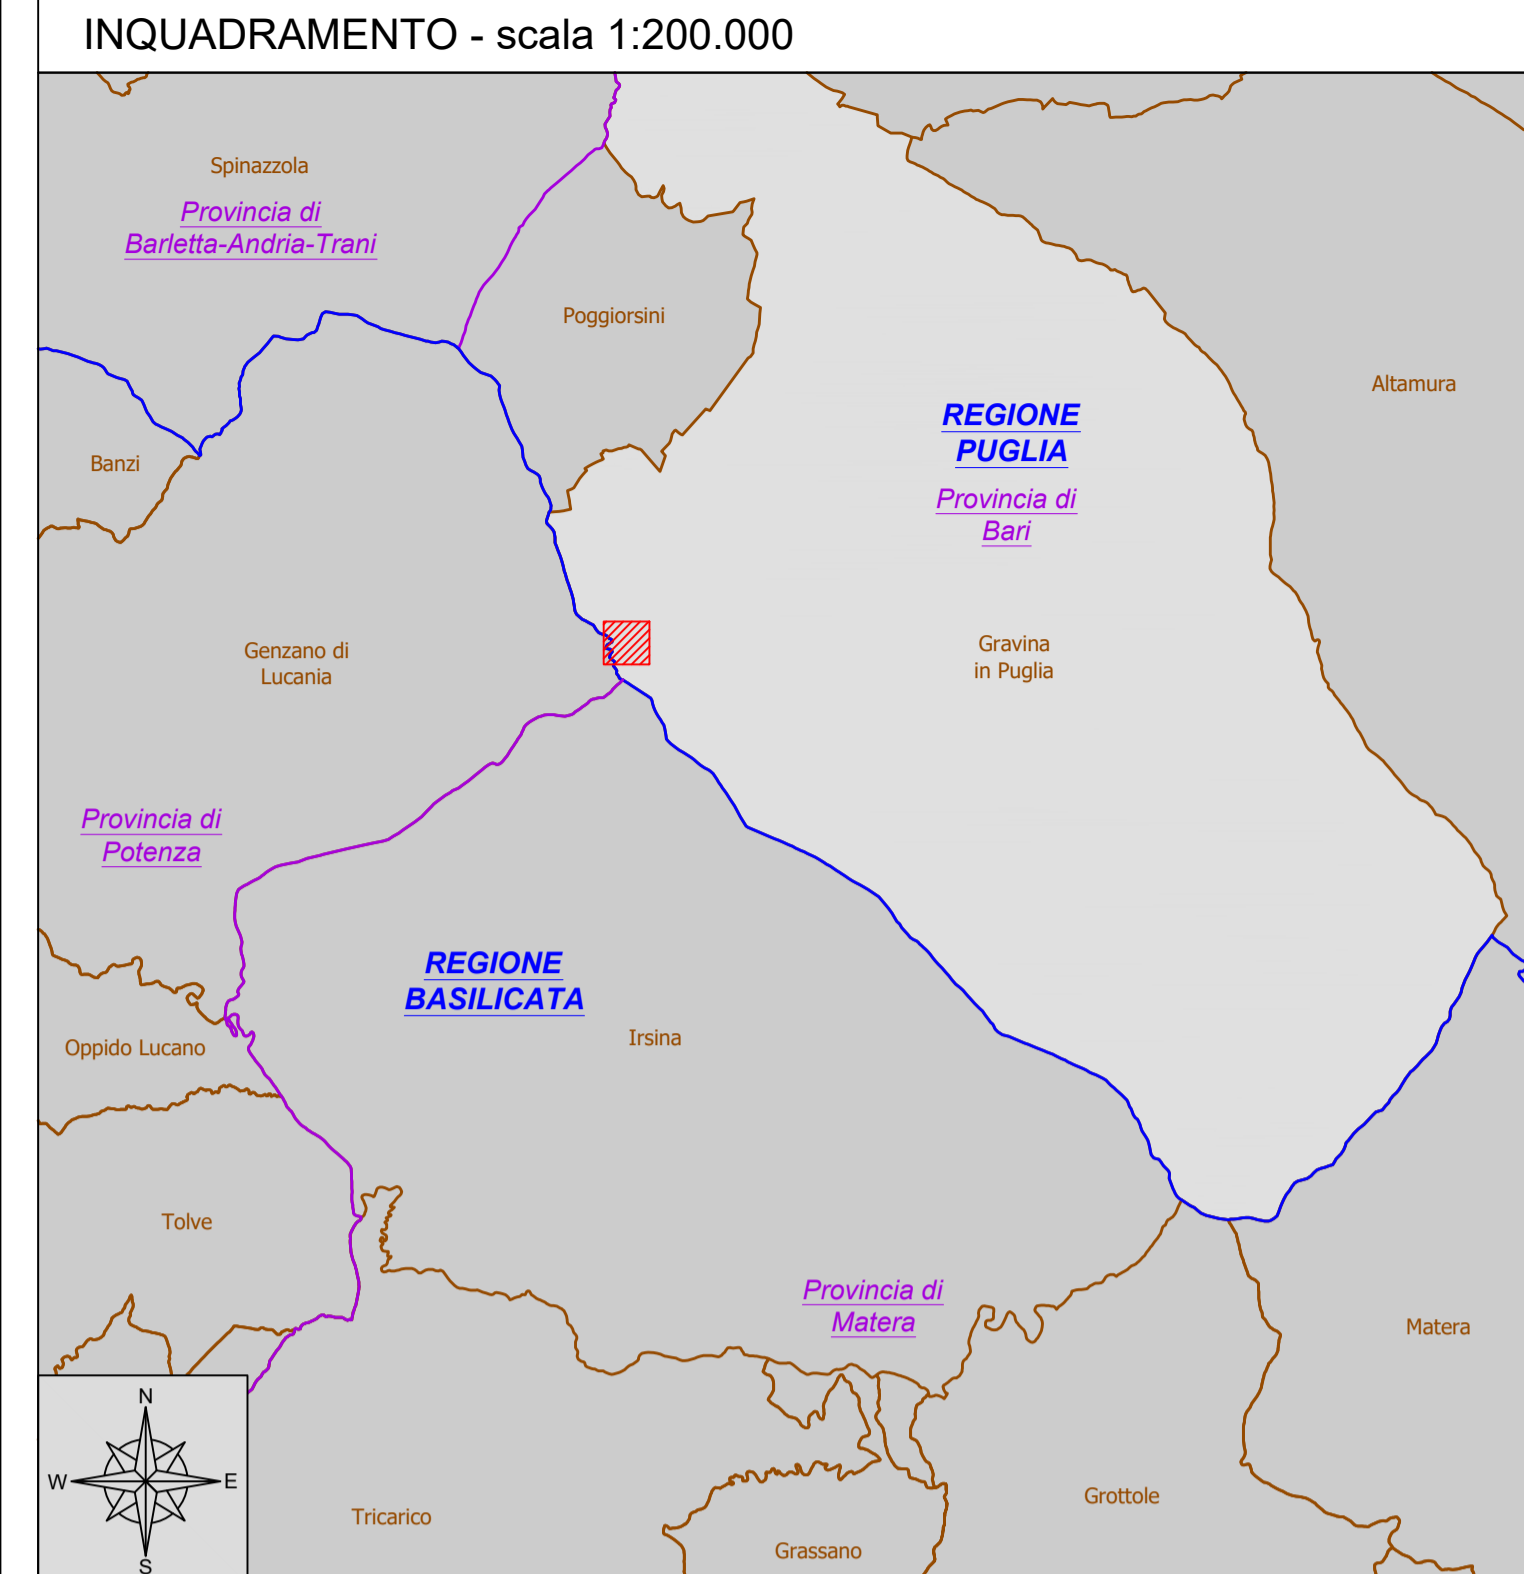 INQUADRAMENTO - scala 1:200.000
Spinazzola
Provincia di
Barletta-Andria-Trani
Poggiorsini
Altamura
REGIONE
PUGLIA
Banzi
Provincia di
Bari
Genzano di
Lucania
Gravina
in Puglia
Provincia di
Potenza
REGIONE
BASILICATA
Irsina
Oppido Lucano
Tolve
Provincia di
Matera
Matera
N
W
E
S
Tricarico
Grottole
Grassano